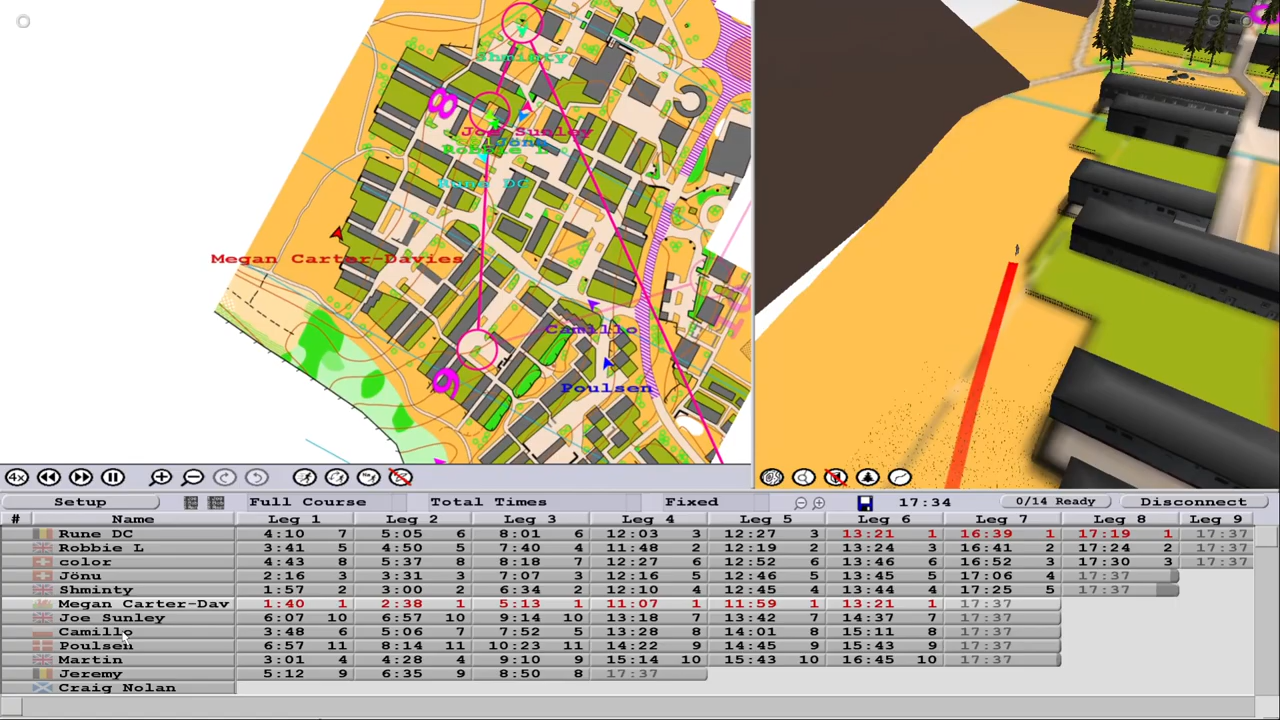 Shminty
8
Joe Sunley
Jönu
Robbie L
Rune DC
Megan Carter-Davies
Camillo
Poulsen
9
4x
Setup Full Course Total Times Fixed 17:34 0/14 Ready Disconnect
# Name Leg 1 Leg 2 Leg 3 Leg 4 Leg 5 Leg 6 Leg 7 Leg 8 Leg 9
Rune DC 4:10 7 5:05 6 8:01 6 12:03 3 12:27 3 13:21 1 16:39 1 17:19 1 17:37
Robbie L 3:41 5 4:50 5 7:40 4 11:48 2 12:19 2 13:24 3 16:41 2 17:24 2 17:37
color 4:43 8 5:37 8 8:18 7 12:27 6 12:52 6 13:46 6 16:52 3 17:30 3 17:37
Jönu 2:16 3 3:31 3 7:07 3 12:16 5 12:46 5 13:45 5 17:06 4 17:37
Shminty 1:57 2 3:00 2 6:34 2 12:10 4 12:45 4 13:44 4 17:25 5 17:37
Megan Carter-Dav 1:40 1 2:38 1 5:13 1 11:07 1 11:59 1 13:21 1 17:37
Joe Sunley 6:07 10 6:57 10 9:14 10 13:18 7 13:42 7 14:37 7 17:37
Camillo 3:48 6 5:06 7 7:52 5 13:28 8 14:01 8 15:11 8 17:37
Poulsen 6:57 11 8:14 11 10:23 11 14:22 9 14:45 9 15:43 9 17:37
Martin 3:01 4 4:28 4 9:10 9 15:14 10 15:43 10 16:45 10 17:37
Jeremy 5:12 9 6:35 9 8:50 8 17:37
Craig Nolan